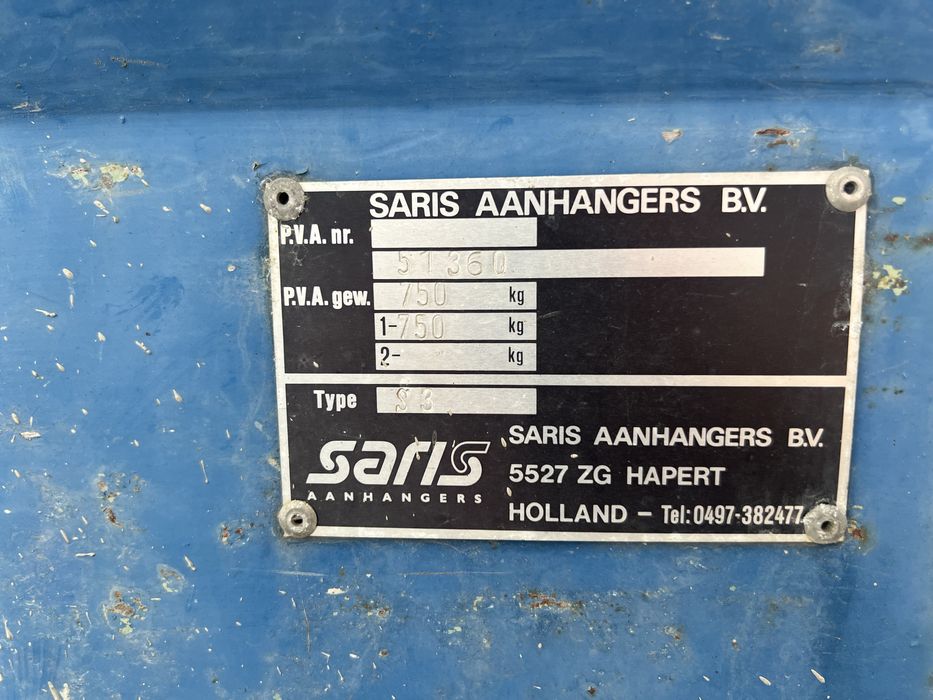 SARIS AANHANGERS B.V.
P.V.A. nr.
51360
P.V.A. gew. 750 kg
1- 750 kg
2- kg
Type S3
saris
AANHANGERS
SARIS AANHANGERS B.V.
5527 ZG HAPERT
HOLLAND - Tel: 0497-382477